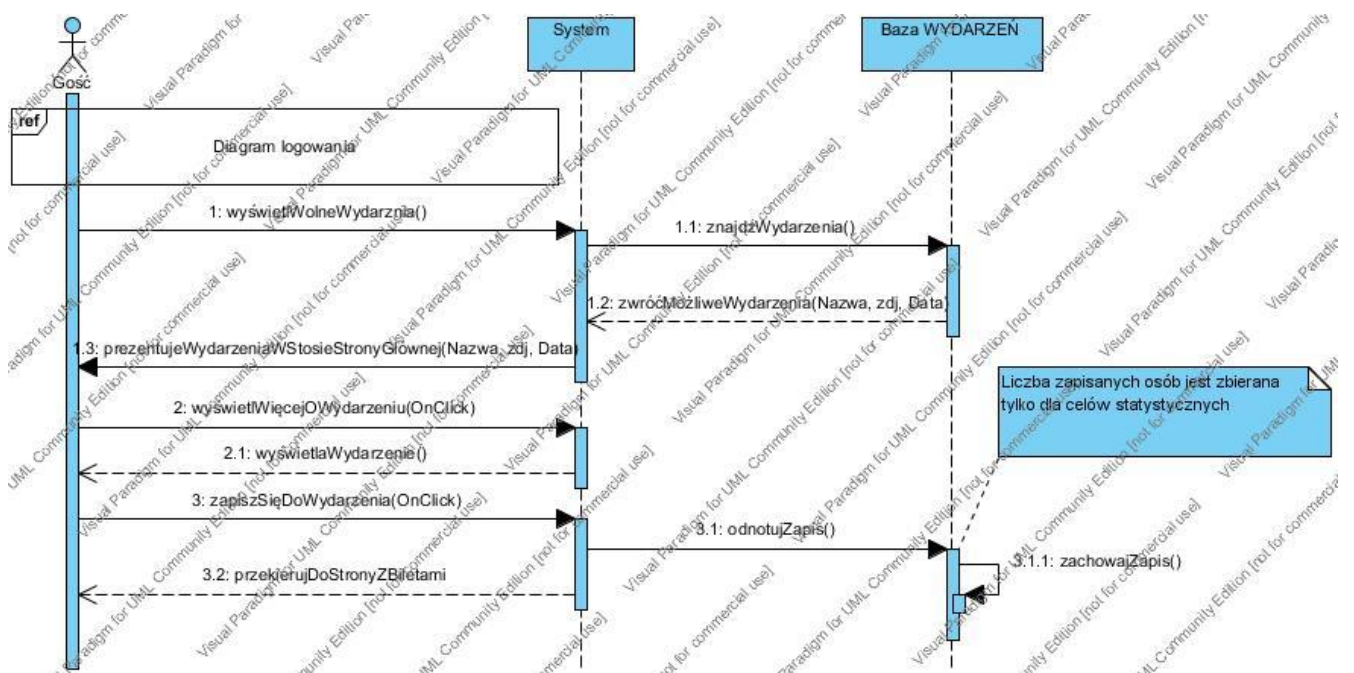 Gość
System
Baza WYDARZEŃ
ref
Diagram logowania
1: wyświetlWolneWydarznia()
1.1: znajdzWydarzenia()
1.2: zwróćMożliweWydarzenia(Nazwa, zdj, Data)
1.3: prezentujeWydarzeniaWStosieStronyGłownej(Nazwa, zdj, Data)
Liczba zapisanych osób jest zbierana
tylko dla celów statystycznych
2: wyświetlWięcejOWydarzeniu(OnClick)
2.1: wyświetlaWydarzenie()
3: zapiszSięDoWydarzenia(OnClick)
3.1: odnotujZapis()
3.1.1: zachowajZapis()
3.2: przekierujDoStronyZBiletami
Visual Paradigm for UML Community Edition [not for commercial use]